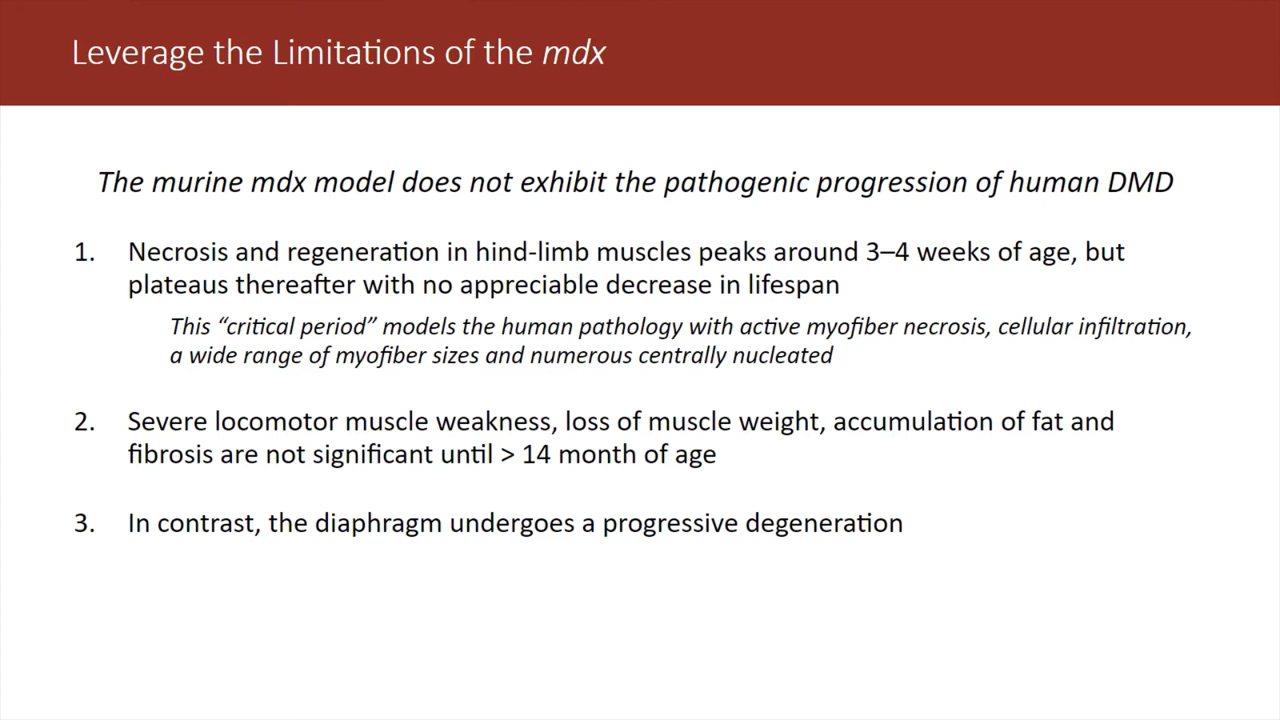 Leverage the Limitations of the mdx
The murine mdx model does not exhibit the pathogenic progression of human DMD
1. Necrosis and regeneration in hind-limb muscles peaks around 3–4 weeks of age, but
plateaus thereafter with no appreciable decrease in lifespan
This “critical period” models the human pathology with active myofiber necrosis, cellular infiltration,
a wide range of myofiber sizes and numerous centrally nucleated
2. Severe locomotor muscle weakness, loss of muscle weight, accumulation of fat and
fibrosis are not significant until > 14 month of age
3. In contrast, the diaphragm undergoes a progressive degeneration